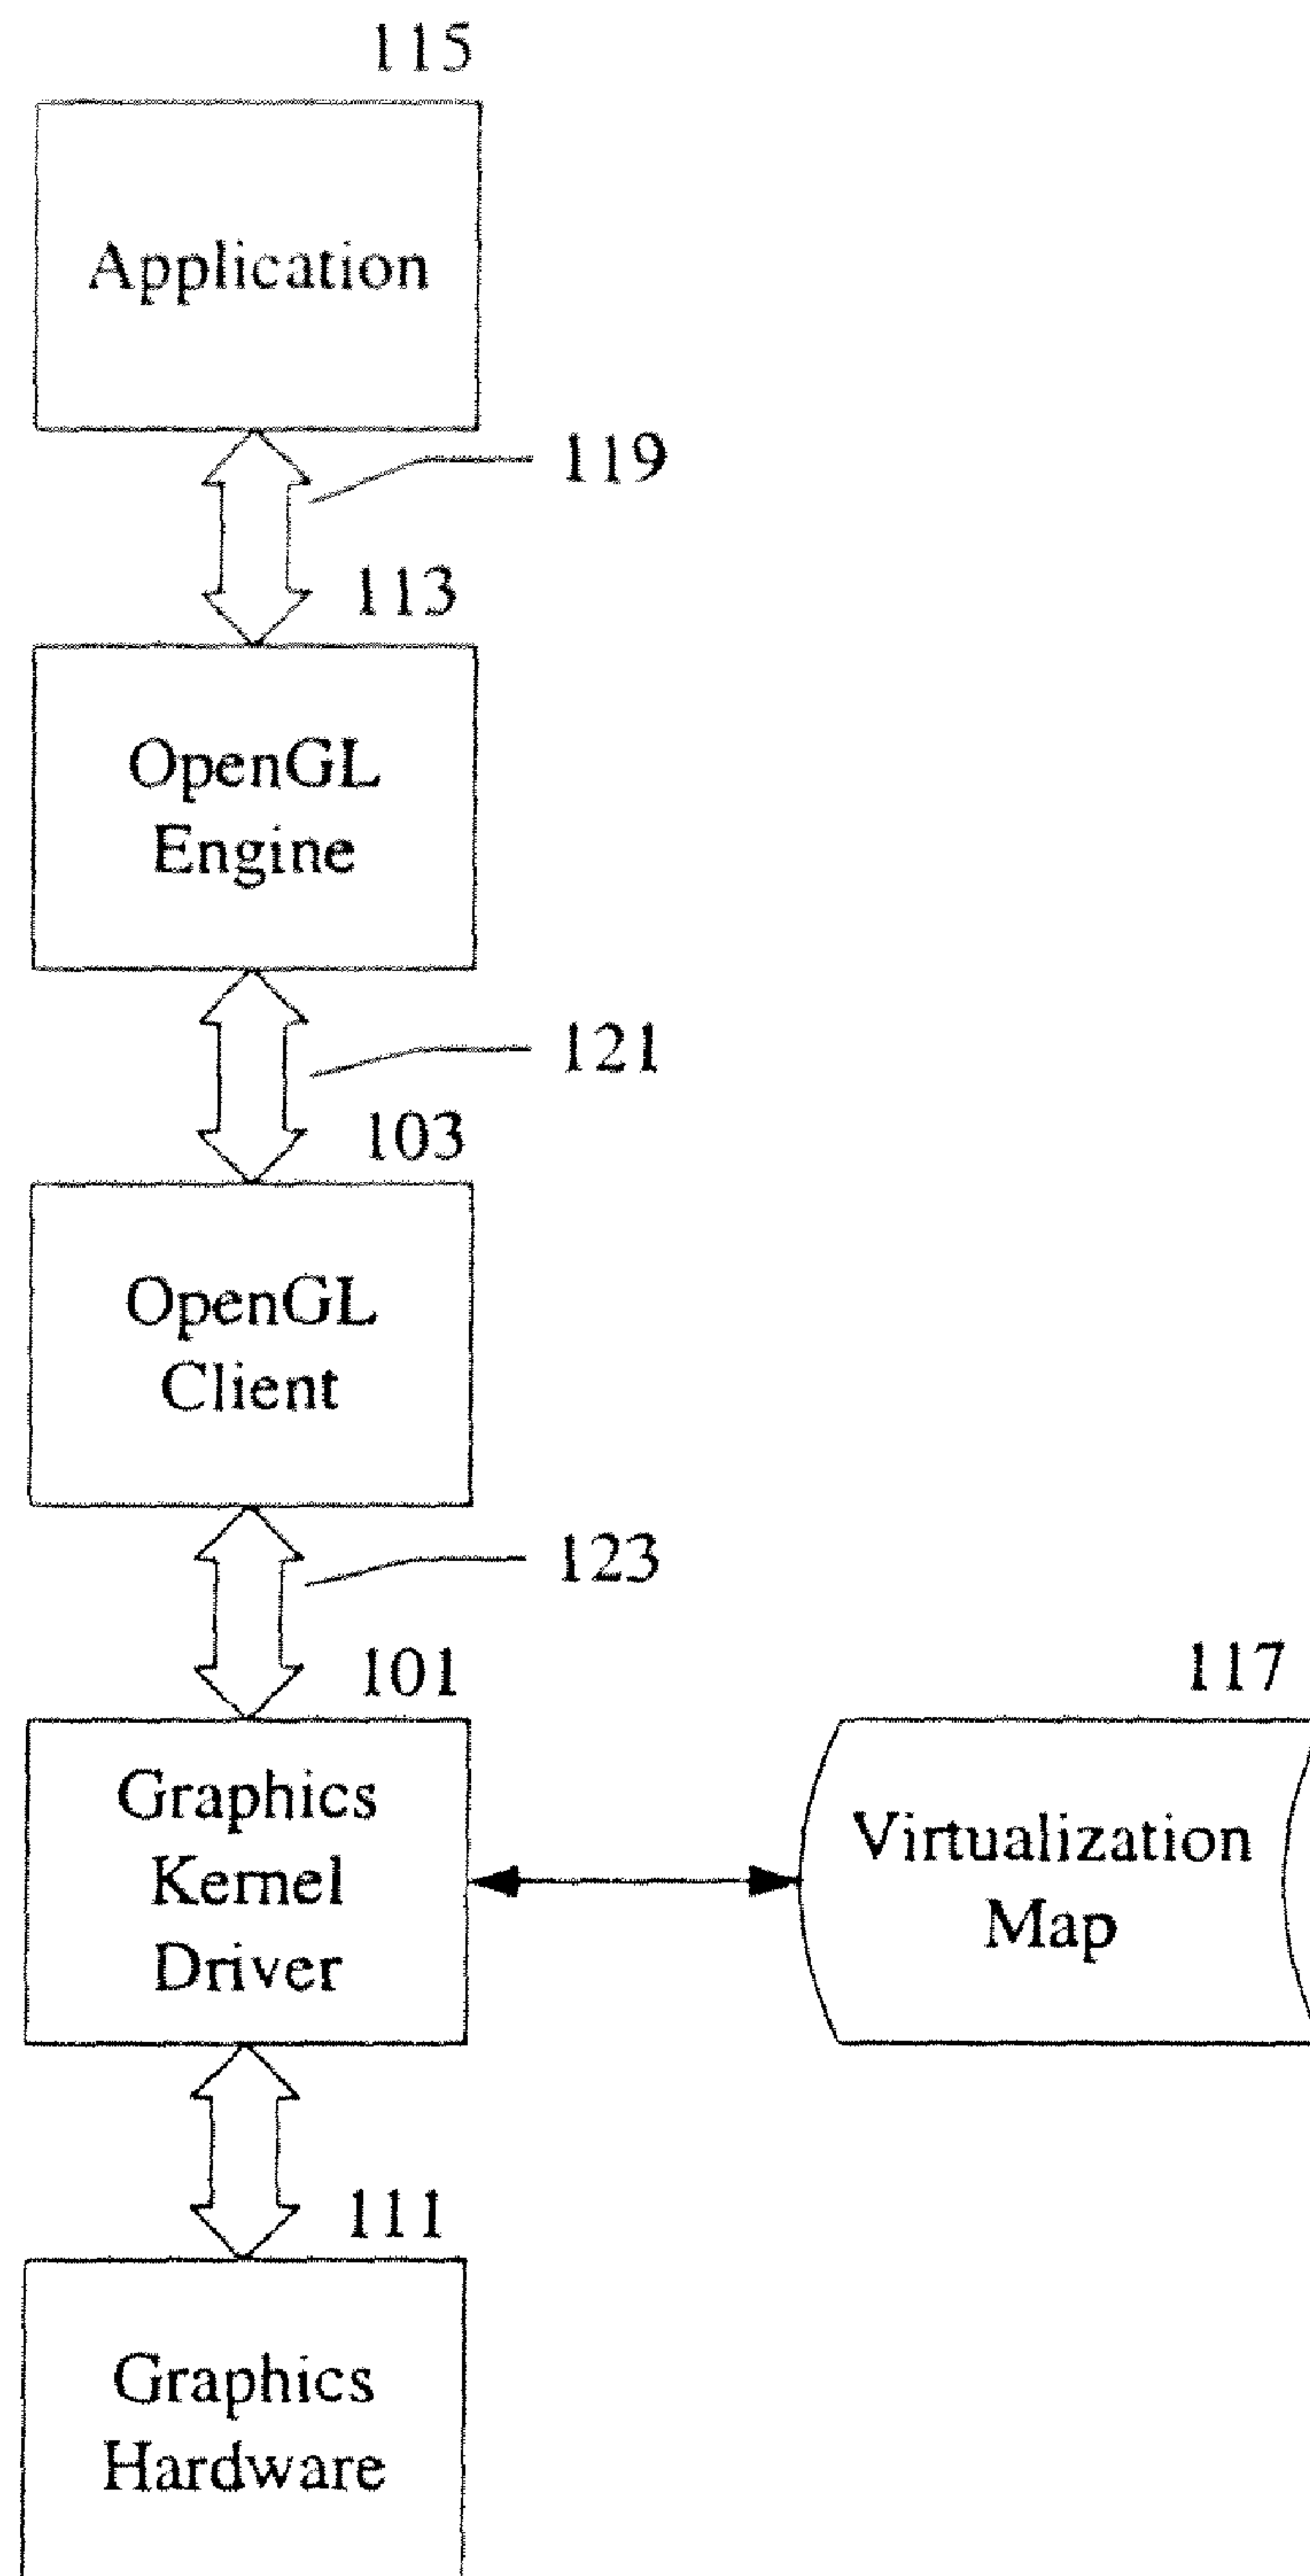 115
Application
119
113
OpenGL
Engine
121
103
OpenGL
Client
123
101
Graphics
Kernel
Driver
117
Virtualization
Map
111
Graphics
Hardware